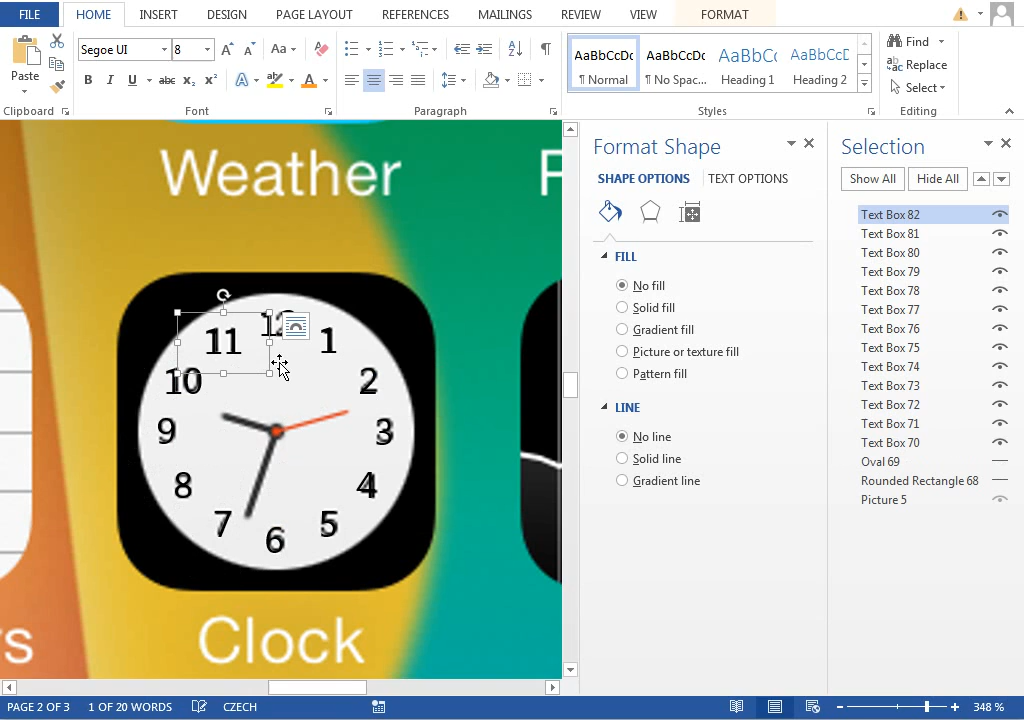 FILE HOME INSERT DESIGN PAGE LAYOUT REFERENCES MAILINGS REVIEW VIEW FORMAT
Paste
Segoe UI 8 Aa
B I U abc x₂ x² A ab A
AaBbCcDc AaBbCcDc AaBbCc AaBbCcD
¶ Normal ¶ No Spac... Heading 1 Heading 2
Find
Replace
Select
Clipboard Font Paragraph Styles Editing
Weather
12
11 1
10 2
9 3
8 4
7 5
6
Clock
rs
Format Shape
SHAPE OPTIONS TEXT OPTIONS
FILL
No fill
Solid fill
Gradient fill
Picture or texture fill
Pattern fill
LINE
No line
Solid line
Gradient line
Selection
Show All Hide All
Text Box 82
Text Box 81
Text Box 80
Text Box 79
Text Box 78
Text Box 77
Text Box 76
Text Box 75
Text Box 74
Text Box 73
Text Box 72
Text Box 71
Text Box 70
Oval 69
Rounded Rectangle 68
Picture 5
PAGE 2 OF 3 1 OF 20 WORDS CZECH 348 %